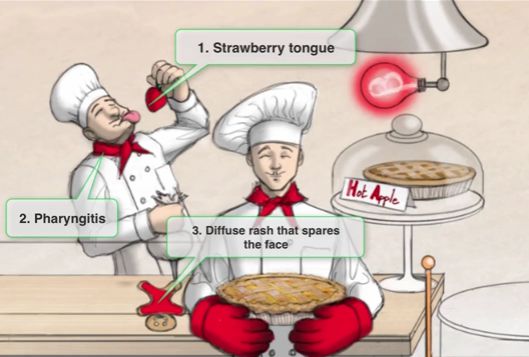 1. Strawberry tongue
2. Pharyngitis
3. Diffuse rash that spares
the face
Hot Apple